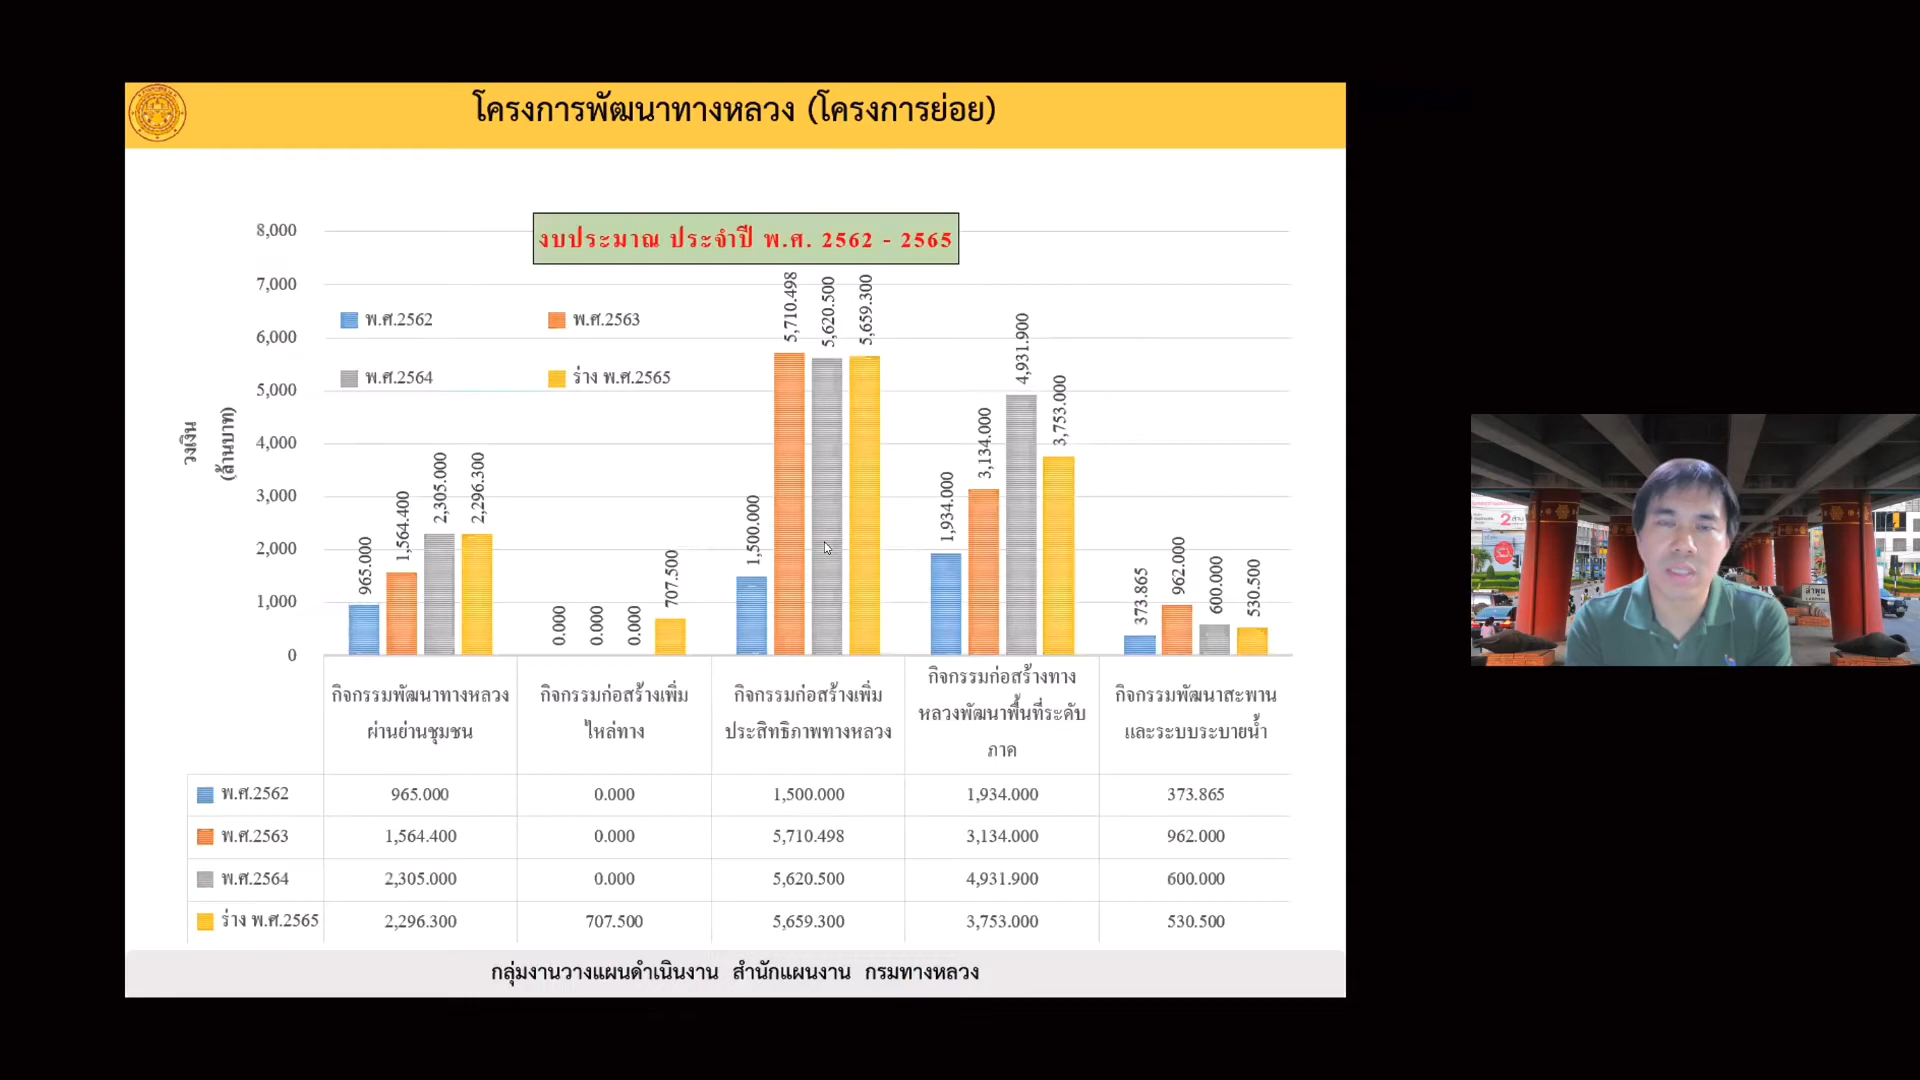 โครงการพัฒนาทางหลวง (โครงการย่อย)
งบประมาณ ประจำปี พ.ศ. 2562 - 2565
วงเงิน
(ล้านบาท)
8,000
7,000
6,000
5,000
4,000
3,000
2,000
1,000
0
พ.ศ.2562
พ.ศ.2563
พ.ศ.2564
ร่าง พ.ศ.2565
965.000
1,564.400
2,305.000
2,296.300
0.000
0.000
0.000
707.500
1,500.000
5,710.498
5,620.500
5,659.300
1,934.000
3,134.000
4,931.900
3,753.000
373.865
962.000
600.000
530.500
กิจกรรมพัฒนาทางหลวง
ผ่านย่านชุมชน
กิจกรรมก่อสร้างเพิ่ม
ไหล่ทาง
กิจกรรมก่อสร้างเพิ่ม
ประสิทธิภาพทางหลวง
กิจกรรมก่อสร้างทาง
หลวงพัฒนาพื้นที่ระดับ
ภาค
กิจกรรมพัฒนาสะพาน
และระบบระบายน้ำ
พ.ศ.2562 965.000 0.000 1,500.000 1,934.000 373.865
พ.ศ.2563 1,564.400 0.000 5,710.498 3,134.000 962.000
พ.ศ.2564 2,305.000 0.000 5,620.500 4,931.900 600.000
ร่าง พ.ศ.2565 2,296.300 707.500 5,659.300 3,753.000 530.500
กลุ่มงานวางแผนดำเนินงาน สำนักแผนงาน กรมทางหลวง
2 ล้าน
ลำพูน